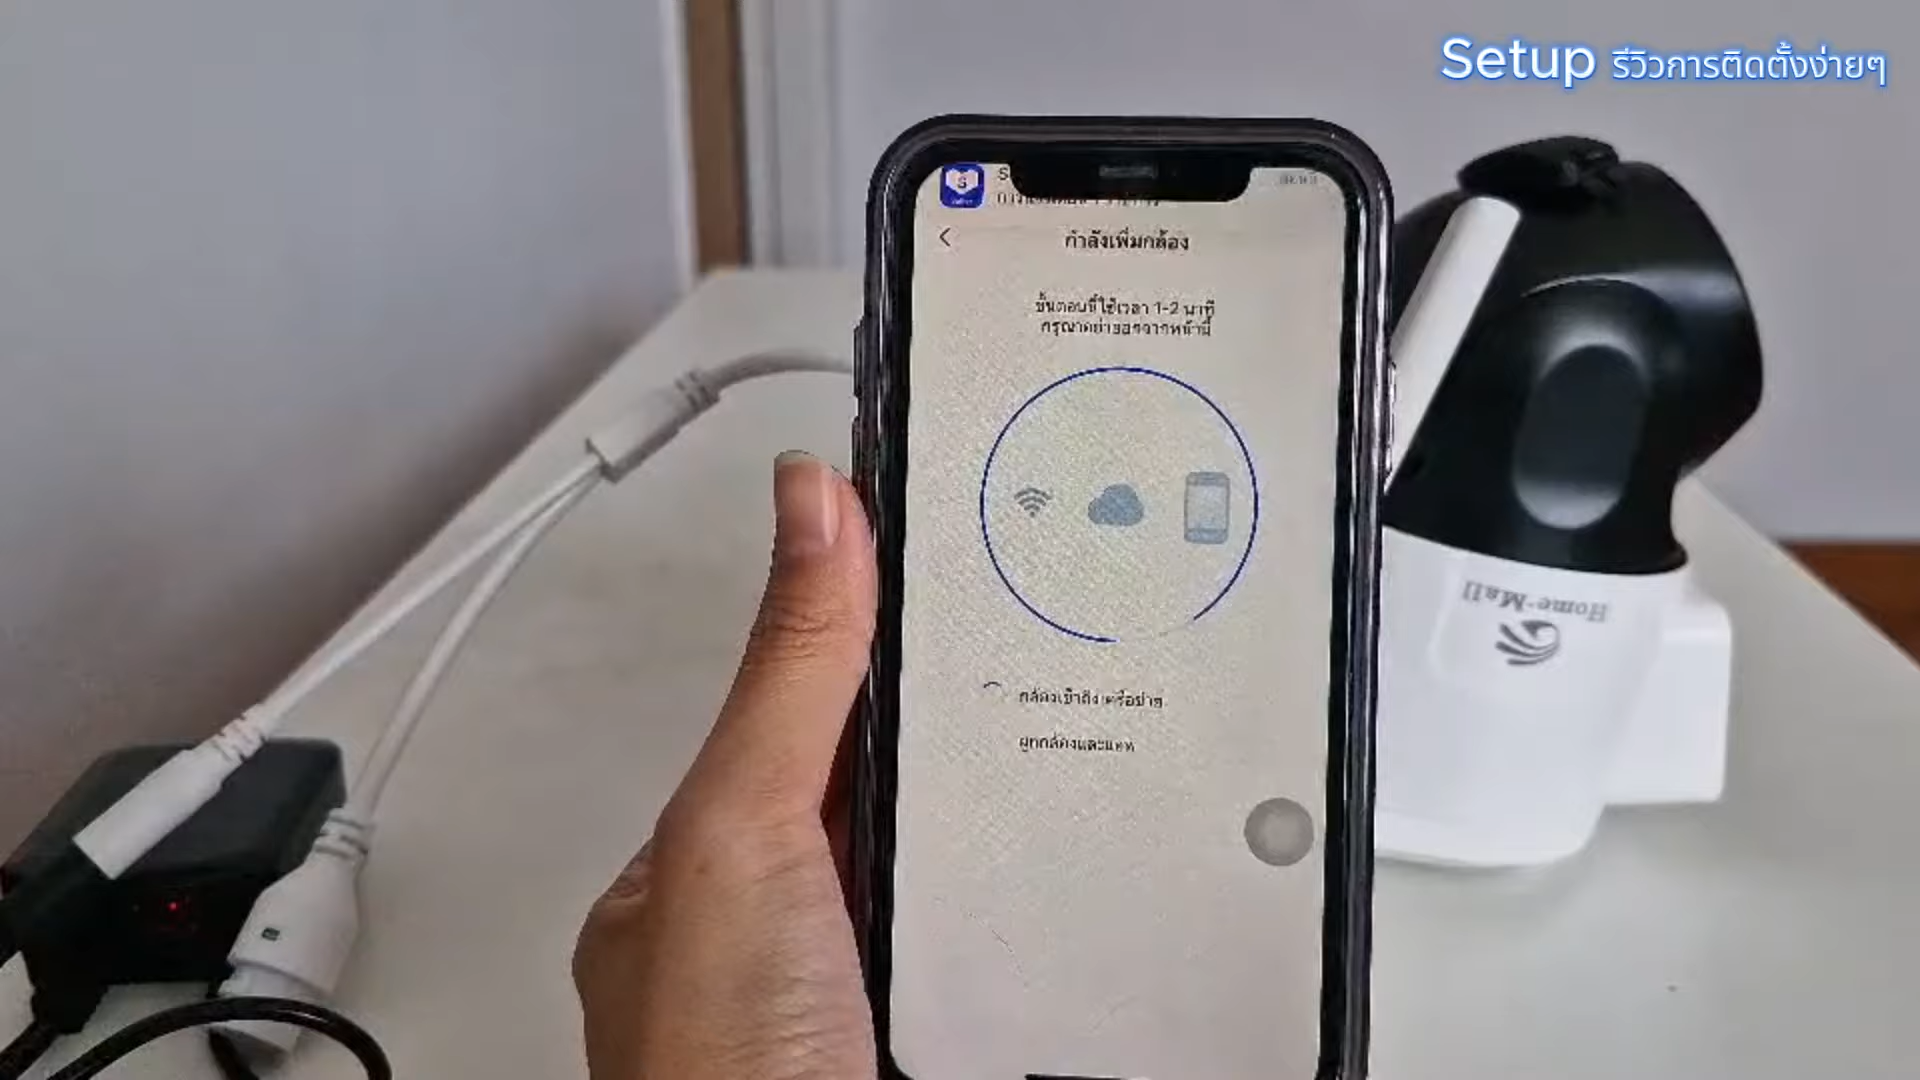 Setup รีวิวการติดตั้งง่ายๆ
กำลังเพิ่มกล้อง
ขั้นตอนนี้ใช้เวลา 1-2 นาที
กรุณาอย่าออกจากหน้านี้
กล้องเข้าถึงเครือข่าย
ผูกกล้องและแอพ
Home-Mall